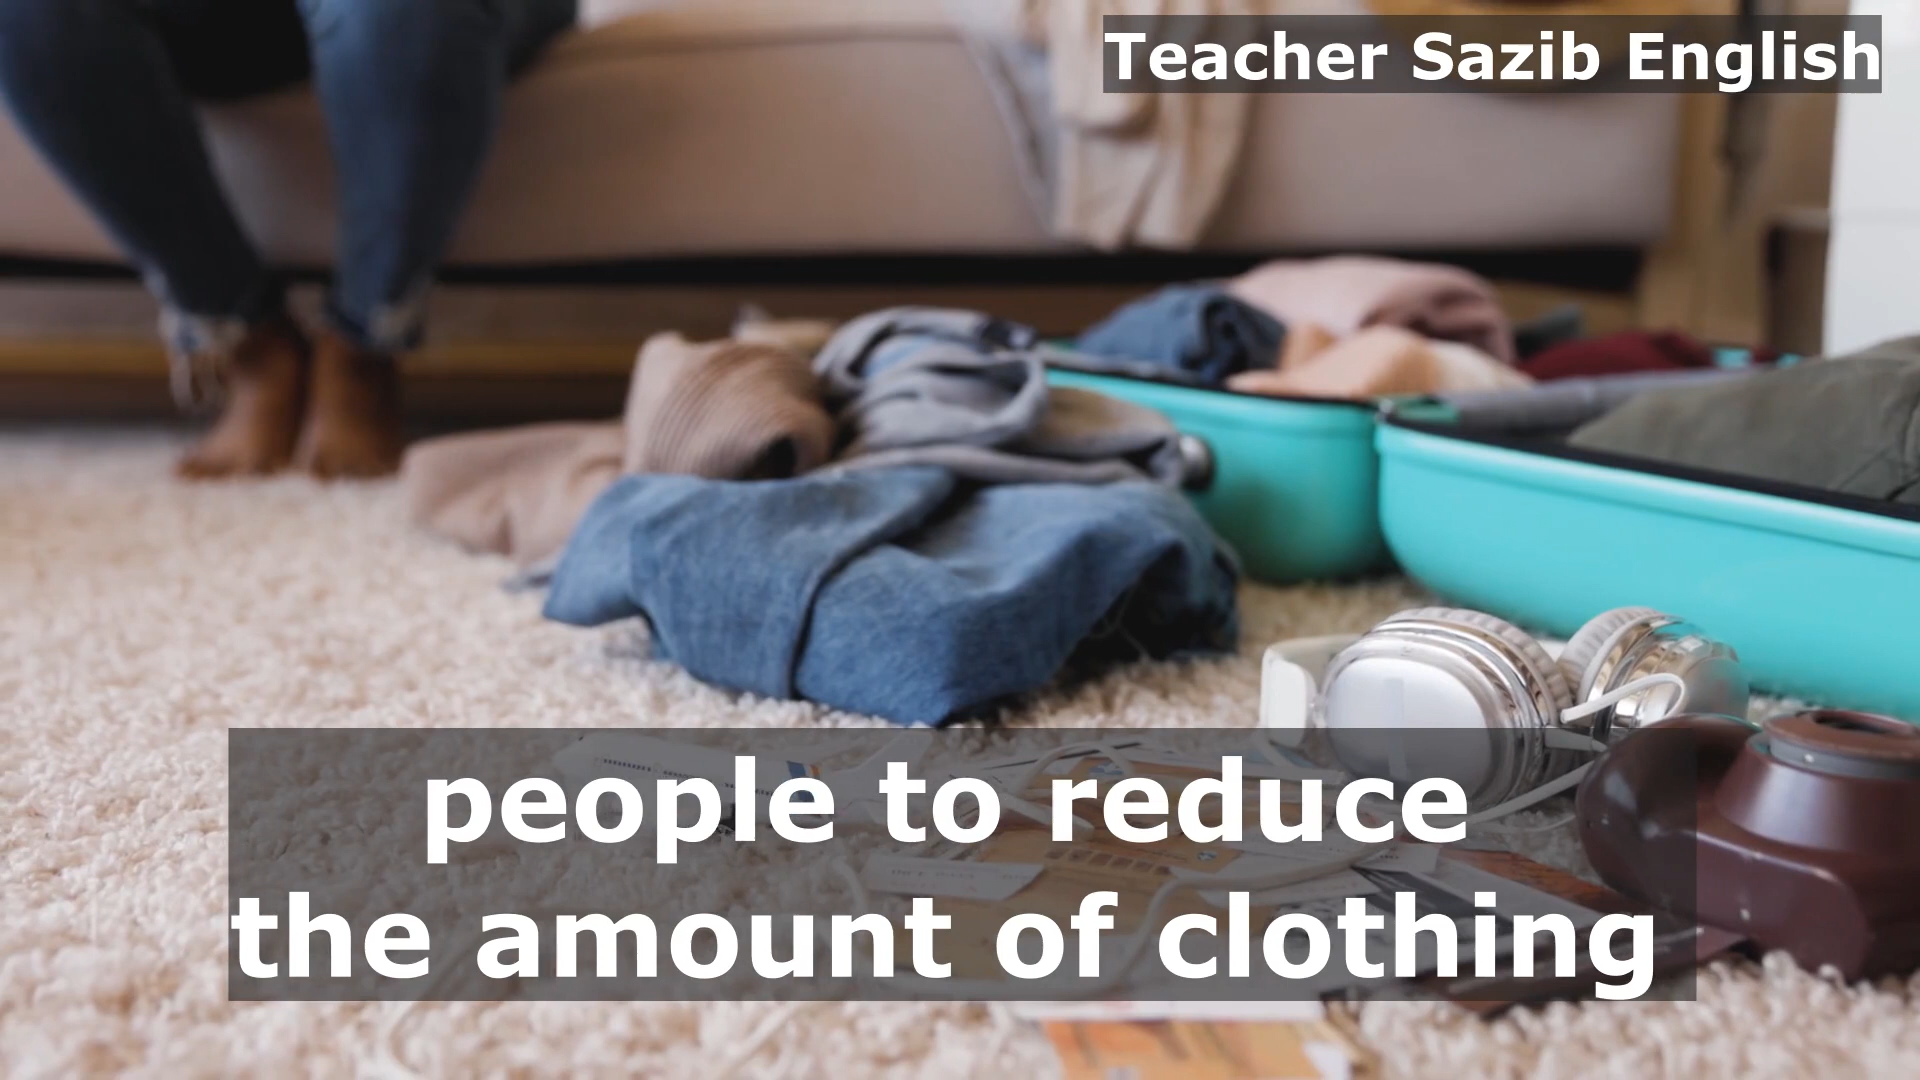 Teacher Sazib English
people to reduce
the amount of clothing